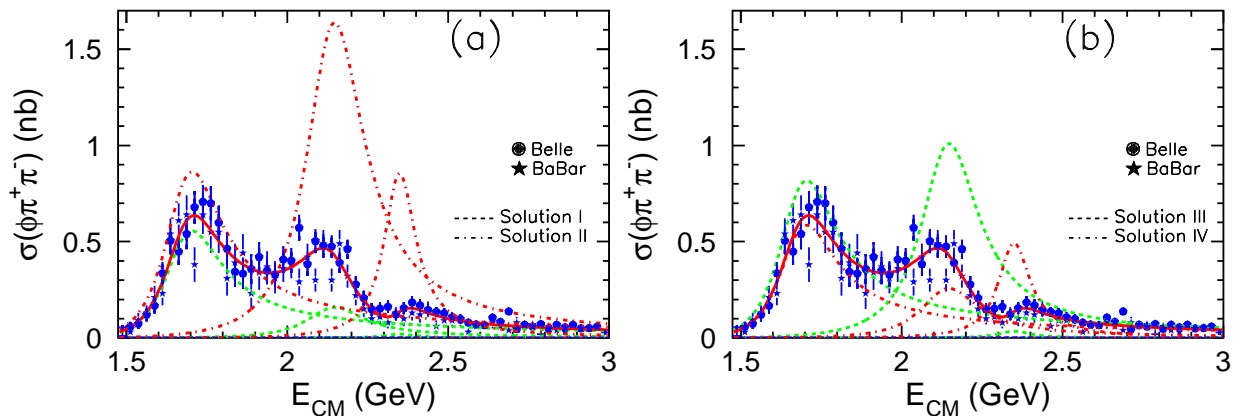 (a)
σ(φπ⁺π⁻) (nb)
1.5
1
0.5
0
Belle
BaBar
Solution I
Solution II
1.5 2 2.5 3
E_CM (GeV)
(b)
σ(φπ⁺π⁻) (nb)
1.5
1
0.5
0
Belle
BaBar
Solution III
Solution IV
1.5 2 2.5 3
E_CM (GeV)